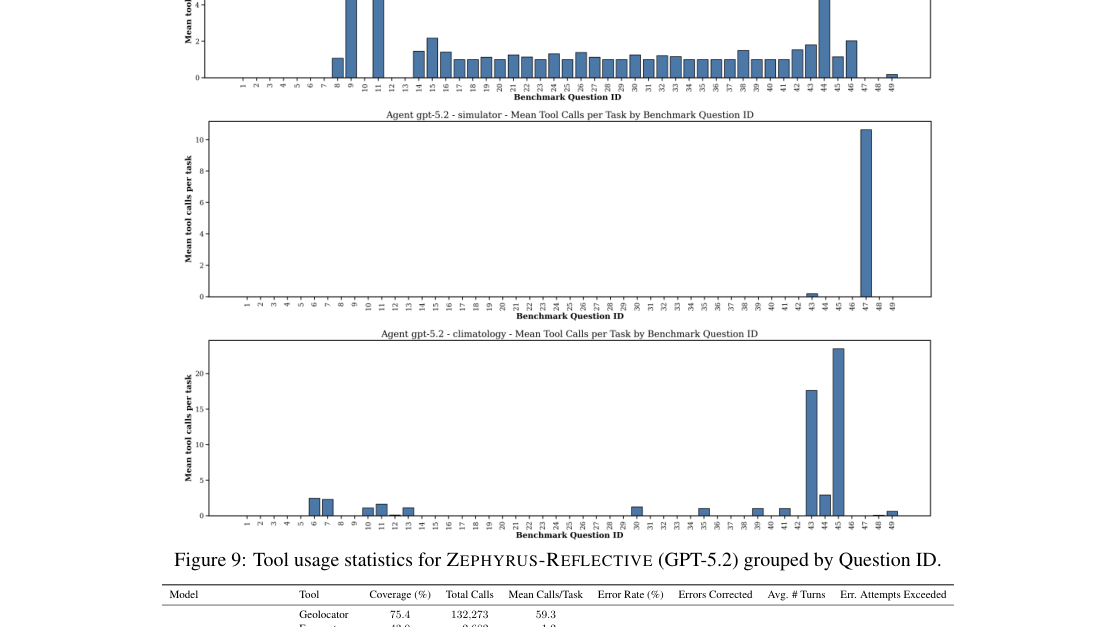 Mean tool
4
2
0
1 2 3 4 5 6 7 8 9 10 11 12 13 14 15 16 17 18 19 20 21 22 23 24 25 26 27 28 29 30 31 32 33 34 35 36 37 38 39 40 41 42 43 44 45 46 47 48 49
Benchmark Question ID
Agent gpt-5.2 - simulator - Mean Tool Calls per Task by Benchmark Question ID
Mean tool calls per task
10
8
6
4
2
0
1 2 3 4 5 6 7 8 9 10 11 12 13 14 15 16 17 18 19 20 21 22 23 24 25 26 27 28 29 30 31 32 33 34 35 36 37 38 39 40 41 42 43 44 45 46 47 48 49
Benchmark Question ID
Agent gpt-5.2 - climatology - Mean Tool Calls per Task by Benchmark Question ID
Mean tool calls per task
20
15
10
5
0
1 2 3 4 5 6 7 8 9 10 11 12 13 14 15 16 17 18 19 20 21 22 23 24 25 26 27 28 29 30 31 32 33 34 35 36 37 38 39 40 41 42 43 44 45 46 47 48 49
Benchmark Question ID
Figure 9: Tool usage statistics for ZEPHYRUS-REFLECTIVE (GPT-5.2) grouped by Question ID.
Model Tool Coverage (%) Total Calls Mean Calls/Task Error Rate (%) Errors Corrected Avg. # Turns Err. Attempts Exceeded
Geolocator 75.4 132,273 59.3